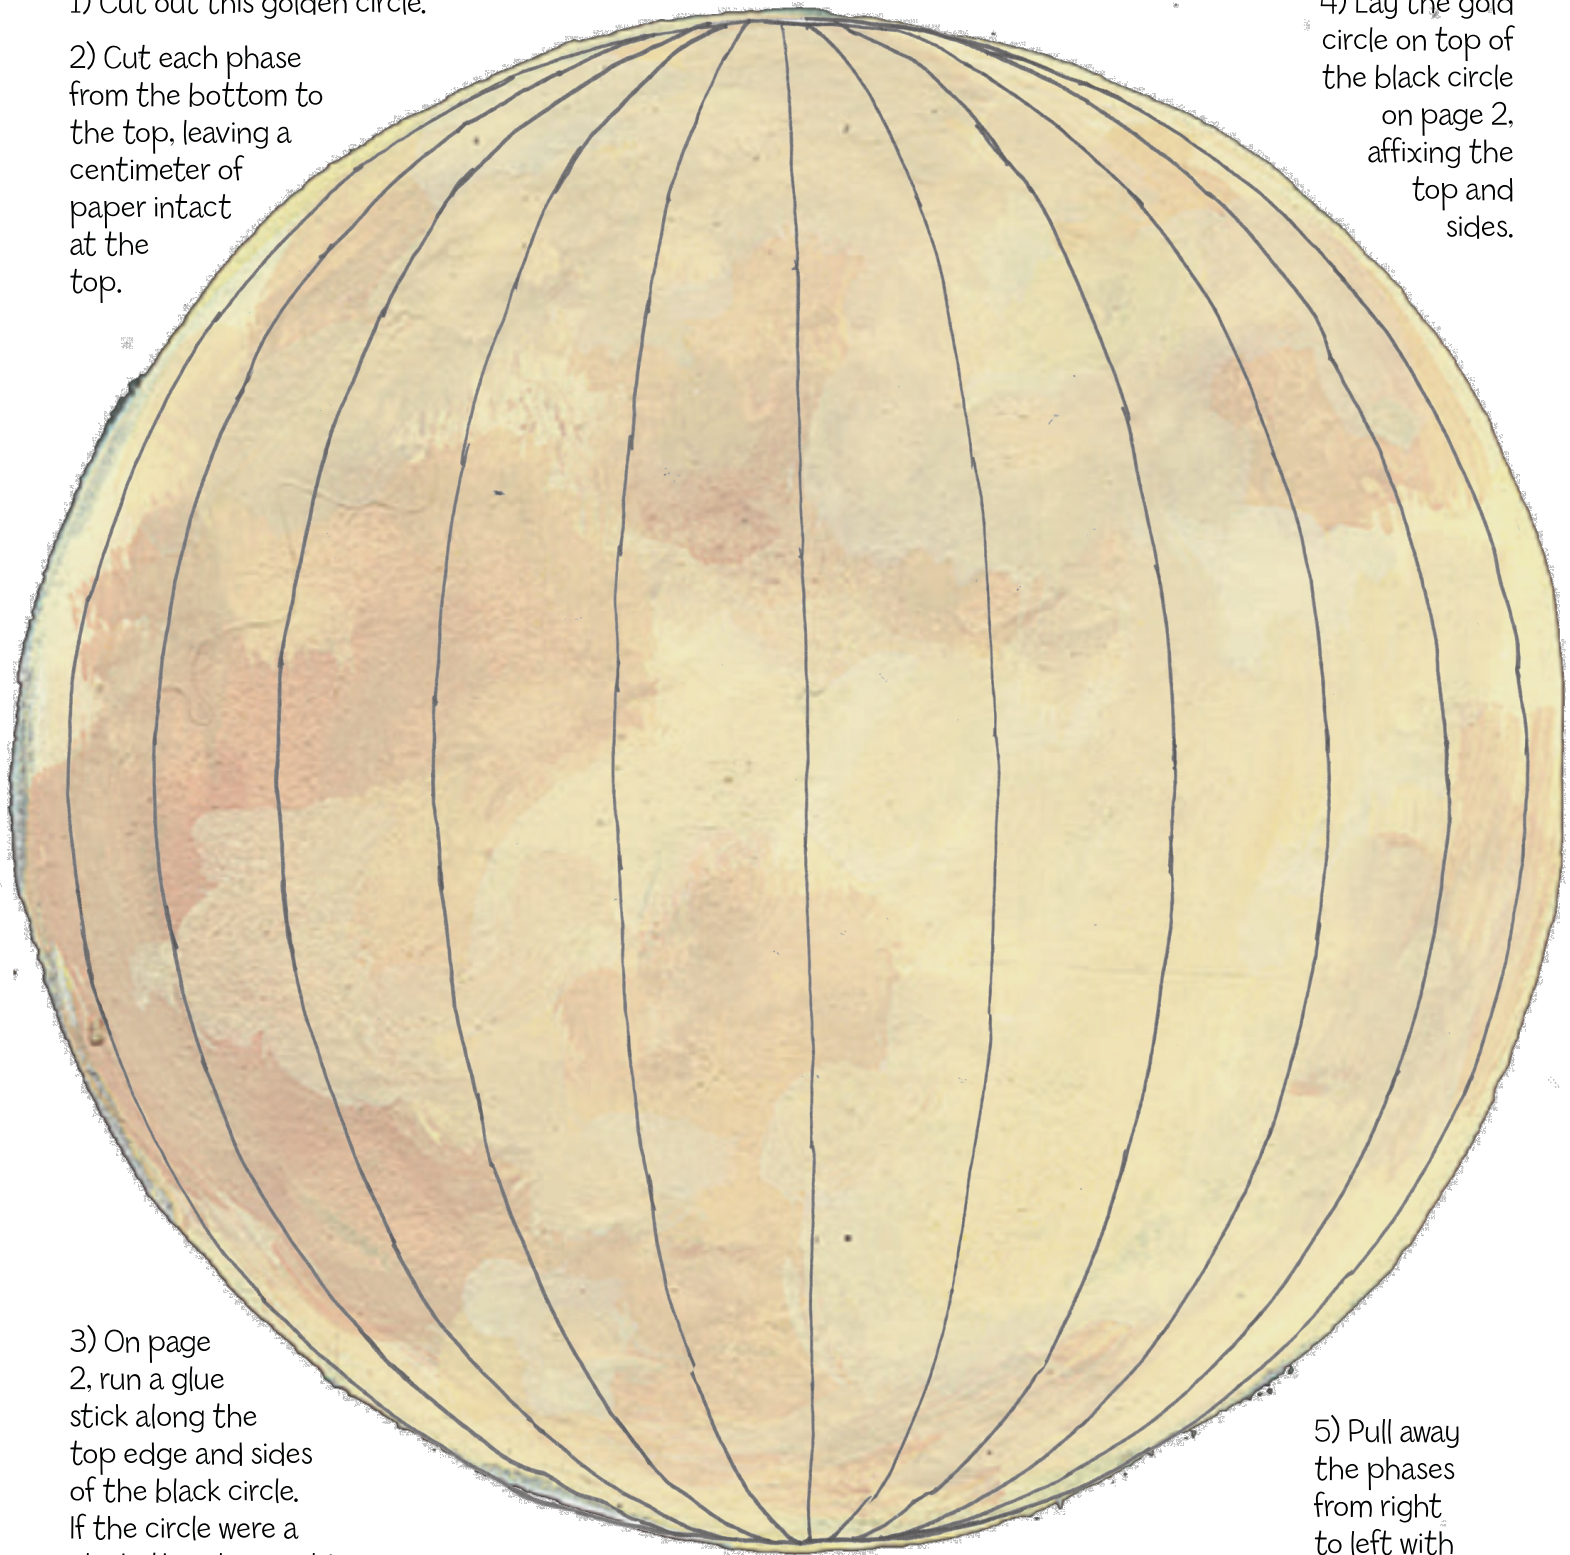 1) Cut out this golden circle.
2) Cut each phase
from the bottom to
the top, leaving a
centimeter of
paper intact
at the
top.
3) On page
2, run a glue
stick along the
top edge and sides
of the black circle.
If the circle were a
4) Lay the gold
circle on top of
the black circle
on page 2,
affixing the
top and
sides.
5) Pull away
the phases
from right
to left with